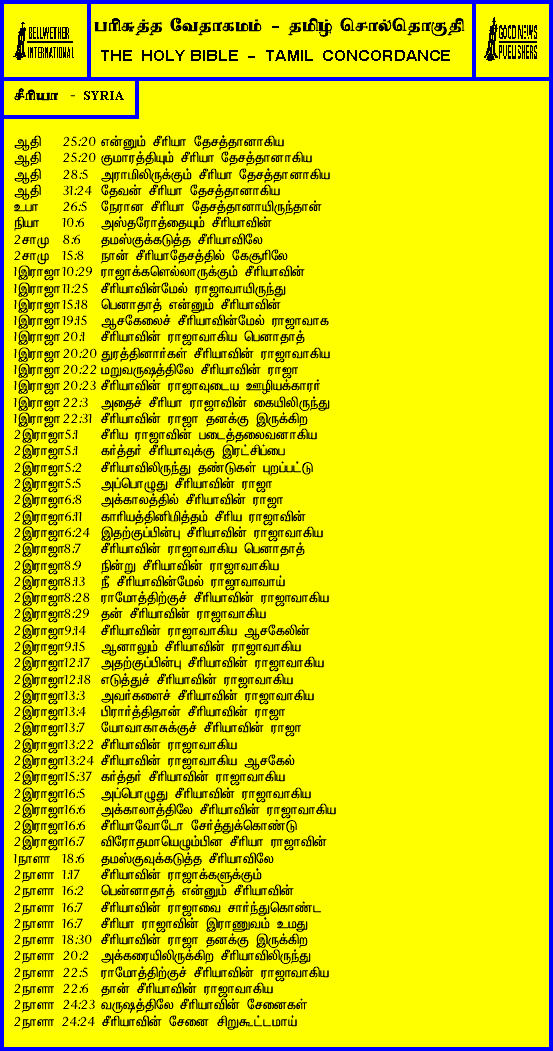 BELLWETHER
INTERNATIONAL
பரிசுத்த வேதாகமம் - தமிழ் சொல்தொகுதி
THE HOLY BIBLE - TAMIL CONCORDANCE
GOOD NEWS
PUBLISHERS
சீரியா - SYRIA
ஆதி 25:20 என்னும் சீரியா தேசத்தானாகிய
ஆதி 25:20 குமாரத்தியும் சீரியா தேசத்தானாகிய
ஆதி 28:5 அராமிலிருக்கும் சீரியா தேசத்தானாகிய
ஆதி 31:24 தேவன் சீரியா தேசத்தானாகிய
உபா 26:5 நேரான சீரியா தேசத்தானாயிருந்தான்
நியா 10:6 அஸ்தரோத்தையும் சீரியாவின்
2சாமு 8:6 தமஸ்குக்கடுத்த சீரியாவிலே
2சாமு 15:8 நான் சீரியாதேசத்தில் கேசூரிலே
1இராஜா 10:29 ராஜாக்களெல்லாருக்கும் சீரியாவின்
1இராஜா 11:25 சீரியாவின்மேல் ராஜாவாயிருந்து
1இராஜா 15:18 பெனாதாத் என்னும் சீரியாவின்
1இராஜா 19:15 ஆசகேலைச் சீரியாவின்மேல் ராஜாவாக
1இராஜா 20:1 சீரியாவின் ராஜாவாகிய பெனாதாத்
1இராஜா 20:20 துரத்தினார்கள் சீரியாவின் ராஜாவாகிய
1இராஜா 20:22 மறுவருஷத்திலே சீரியாவின் ராஜா
1இராஜா 20:23 சீரியாவின் ராஜாவுடைய ஊழியக்காரர்
1இராஜா 22:3 அதைச் சீரியா ராஜாவின் கையிலிருந்து
1இராஜா 22:31 சீரியாவின் ராஜா தனக்கு இருக்கிற
2இராஜா 5:1 சீரிய ராஜாவின் படைத்தலைவனாகிய
2இராஜா 5:1 கர்த்தர் சீரியாவுக்கு இரட்சிப்பை
2இராஜா 5:2 சீரியாவிலிருந்து தண்டுகள் புறப்பட்டு
2இராஜா 5:5 அப்பொழுது சீரியாவின் ராஜா
2இராஜா 6:8 அக்காலத்தில் சீரியாவின் ராஜா
2இராஜா 6:11 காரியத்தினிமித்தம் சீரிய ராஜாவின்
2இராஜா 6:24 இதற்குப்பின்பு சீரியாவின் ராஜாவாகிய
2இராஜா 8:7 சீரியாவின் ராஜாவாகிய பெனாதாத்
2இராஜா 8:9 நின்று சீரியாவின் ராஜாவாகிய
2இராஜா 8:13 நீ சீரியாவின்மேல் ராஜாவாவாய்
2இராஜா 8:28 ராமோத்திற்குச் சீரியாவின் ராஜாவாகிய
2இராஜா 8:29 தன் சீரியாவின் ராஜாவாகிய
2இராஜா 9:14 சீரியாவின் ராஜாவாகிய ஆசகேலின்
2இராஜா 9:15 ஆனாலும் சீரியாவின் ராஜாவாகிய
2இராஜா 12:17 அதற்குப்பின்பு சீரியாவின் ராஜாவாகிய
2இராஜா 12:18 எடுத்துச் சீரியாவின் ராஜாவாகிய
2இராஜா 13:3 அவர்களைச் சீரியாவின் ராஜாவாகிய
2இராஜா 13:4 பிரார்த்திதான் சீரியாவின் ராஜா
2இராஜா 13:7 யோவாகாசுக்குச் சீரியாவின் ராஜா
2இராஜா 13:22 சீரியாவின் ராஜாவாகிய
2இராஜா 13:24 சீரியாவின் ராஜாவாகிய ஆசகேல்
2இராஜா 15:37 கர்த்தர் சீரியாவின் ராஜாவாகிய
2இராஜா 16:5 அப்பொழுது சீரியாவின் ராஜாவாகிய
2இராஜா 16:6 அக்காலாத்திலே சீரியாவின் ராஜாவாகிய
2இராஜா 16:6 சீரியாவோடே சேர்த்துக்கொண்டு
2இராஜா 16:7 விரோதமாயெழும்பின சீரியா ராஜாவின்
1நாளா 18:6 தமஸ்குவுக்கடுத்த சீரியாவிலே
2நாளா 1:17 சீரியாவின் ராஜாக்களுக்கும்
2நாளா 16:2 பென்னாதாத் என்னும் சீரியாவின்
2நாளா 16:7 சீரியாவின் ராஜாவை சார்ந்துகொண்ட
2நாளா 16:7 சீரியா ராஜாவின் இராணுவம் உமது
2நாளா 18:30 சீரியாவின் ராஜா தனக்கு இருக்கிற
2நாளா 20:2 அக்கரையிலிருக்கிற சீரியாவிலிருந்து
2நாளா 22:5 ராமோத்திற்குச் சீரியாவின் ராஜாவாகிய
2நாளா 22:6 தான் சீரியாவின் ராஜாவாகிய
2நாளா 24:23 வருஷத்திலே சீரியாவின் சேனைகள்
2நாளா 24:24 சீரியாவின் சேனை சிறுகூட்டமாய்